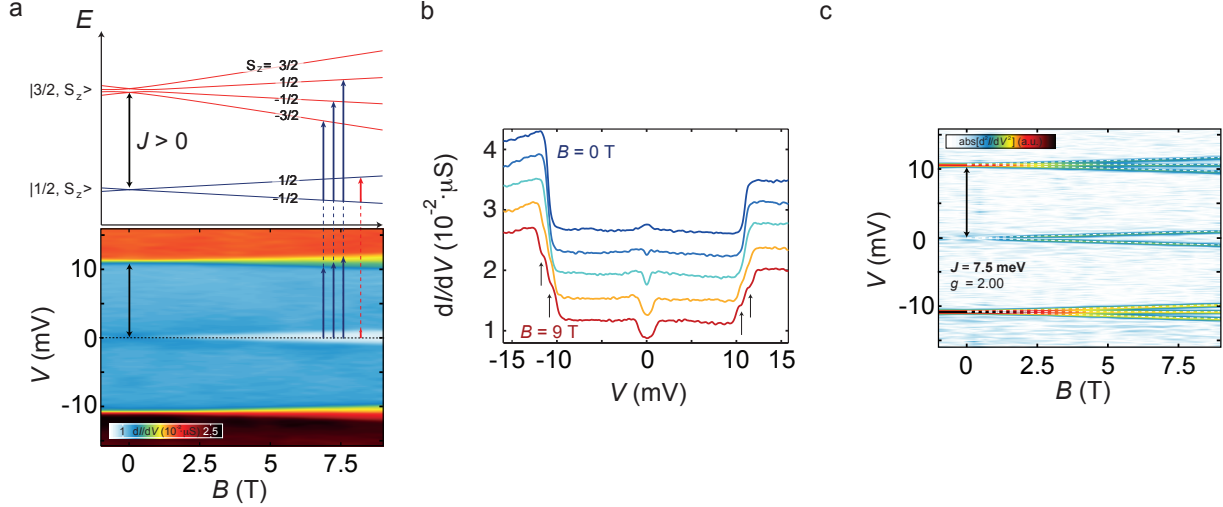 a
E
|3/2, S_z>
|1/2, S_z>
J > 0
S_z= 3/2
1/2
-1/2
-3/2
1/2
-1/2
V (mV)
10
0
-10
1 dI/dV (10⁻²·µS) 2.5
0 2.5 5 7.5
B (T)
b
dI/dV (10⁻²·µS)
4
3
2
1
B = 0 T
B = 9 T
-15 -10 0 10 15
V (mV)
c
abs[d²I/dV²] (a.u.)
V (mV)
10
0
-10
J = 7.5 meV
g = 2.00
0 2.5 5 7.5
B (T)